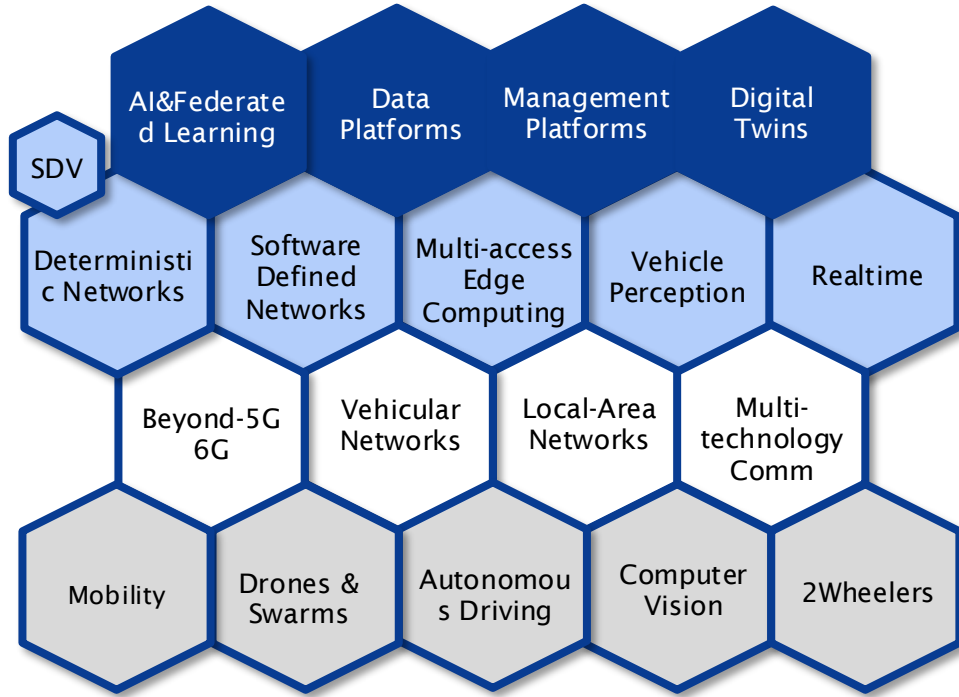 AI&Federate
d Learning
Data
Platforms
Management
Platforms
Digital
Twins
SDV
Deterministi
c Networks
Software
Defined
Networks
Multi-access
Edge
Computing
Vehicle
Perception
Realtime
Beyond-5G
6G
Vehicular
Networks
Local-Area
Networks
Multi-
technology
Comm
Mobility
Drones &
Swarms
Autonomou
s Driving
Computer
Vision
2Wheelers